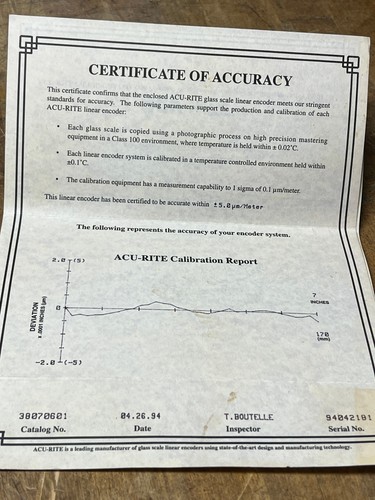 CERTIFICATE OF ACCURACY
This certificate confirms that the enclosed ACU-RITE glass scale linear encoder meets our stringent
standards for accuracy. The following parameters support the production and calibration of each
ACU-RITE linear encoder:
• Each glass scale is copied using a photographic process on high precision mastering
equipment in a Class 100 environment, where temperature is held within ± 0.02°C.
• Each linear encoder system is calibrated in a temperature controlled environment held within
±0.1°C.
• The calibration equipment has a measurement capability to 1 sigma of 0.1 µm/meter.
This linear encoder has been certified to be accurate within ±5.0µm/Meter
The following represents the accuracy of your encoder system.
ACU-RITE Calibration Report
2.0 (5)
0
-2.0 (-5)
DEVIATION
x .0001 INCHES (µm)
7
INCHES
170
(mm)
38070601 04.26.94 T.BOUTELLE 94042181
Catalog No. Date Inspector Serial No.
ACU-RITE is a leading manufacturer of glass scale linear encoders using state-of-the-art design and manufacturing technology.